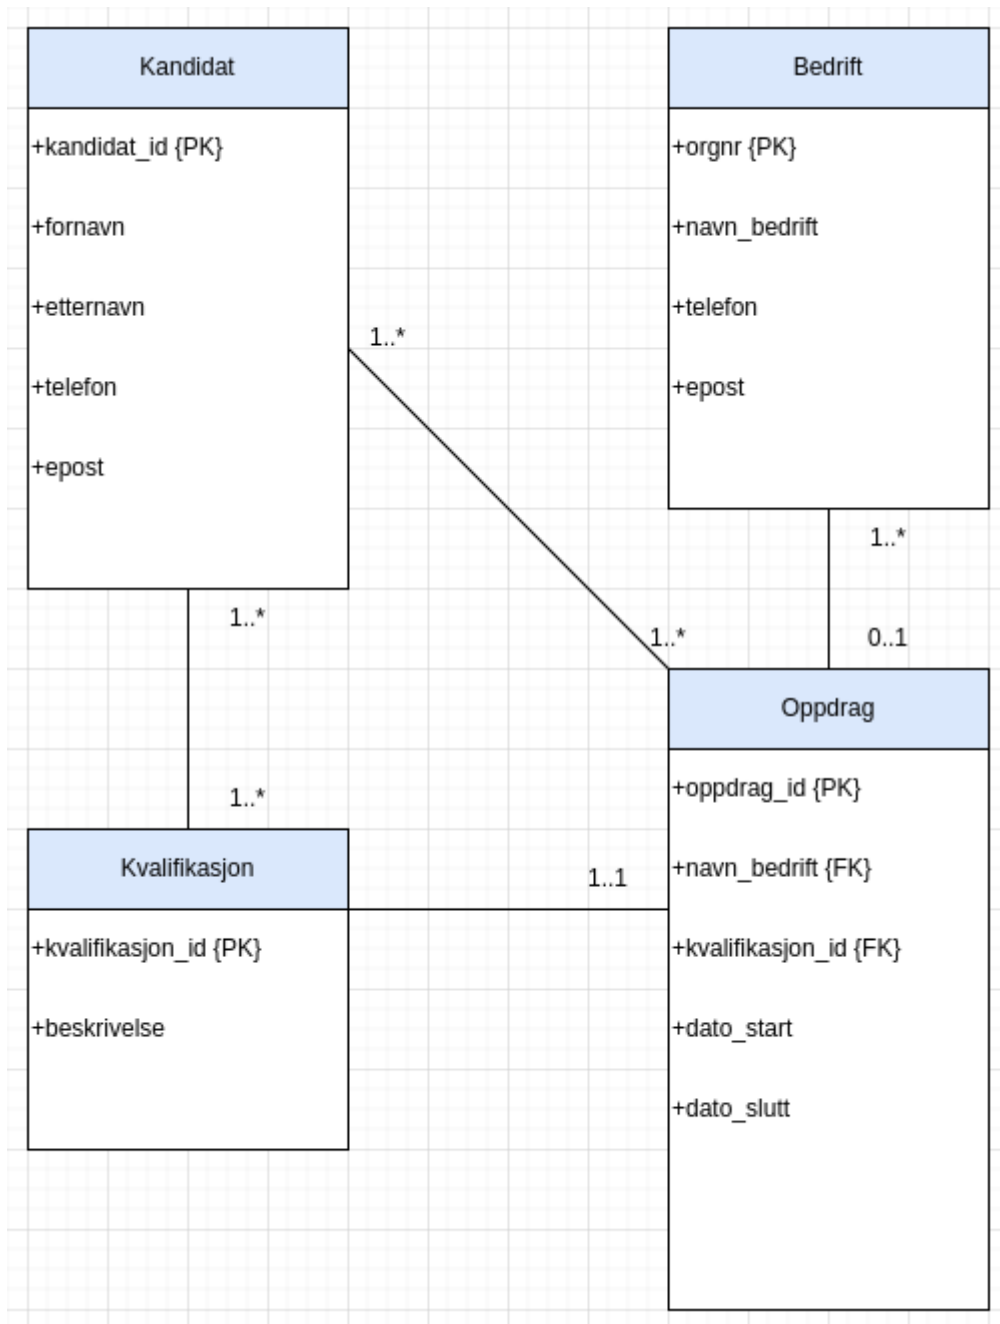 Kandidat
+kandidat_id {PK}
+fornavn
+etternavn
+telefon
+epost
Bedrift
+orgnr {PK}
+navn_bedrift
+telefon
+epost
1..*
1..*
1..*
0..1
1..*
1..*
Kvalifikasjon
+kvalifikasjon_id {PK}
+beskrivelse
1..1
Oppdrag
+oppdrag_id {PK}
+navn_bedrift {FK}
+kvalifikasjon_id {FK}
+dato_start
+dato_slutt